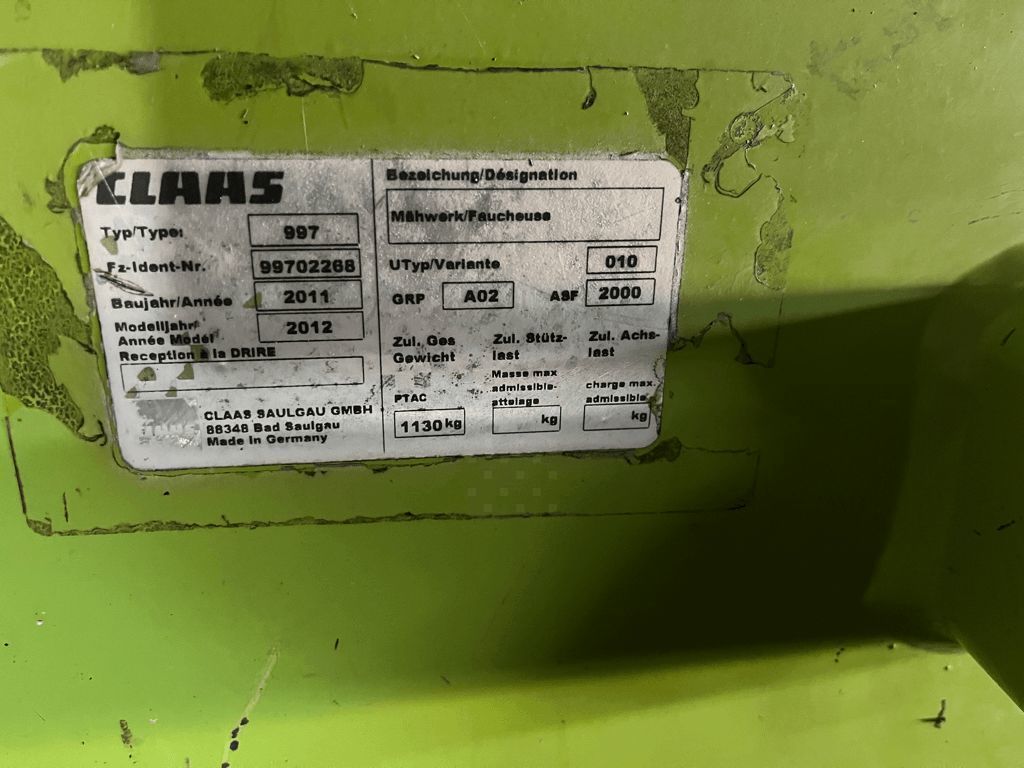 CLAAS
Typ/Type: 997
Fz-Ident-Nr. 99702268
Baujahr/Année 2011
Modelljahr/
Année Model 2012
Reception à la DRIRE
CLAAS SAULGAU GMBH
88348 Bad Saulgau
Made in Germany
Bezeichung/Désignation
Mähwerk/Faucheuse
UTyp/Variante 010
GRP A02 ASF 2000
Zul. Ges
Gewicht
PTAC
1130 kg
Zul. Stütz-
last
Masse max
admissible-
attelage
kg
Zul. Achs-
last
charge max.
admissible.
kg